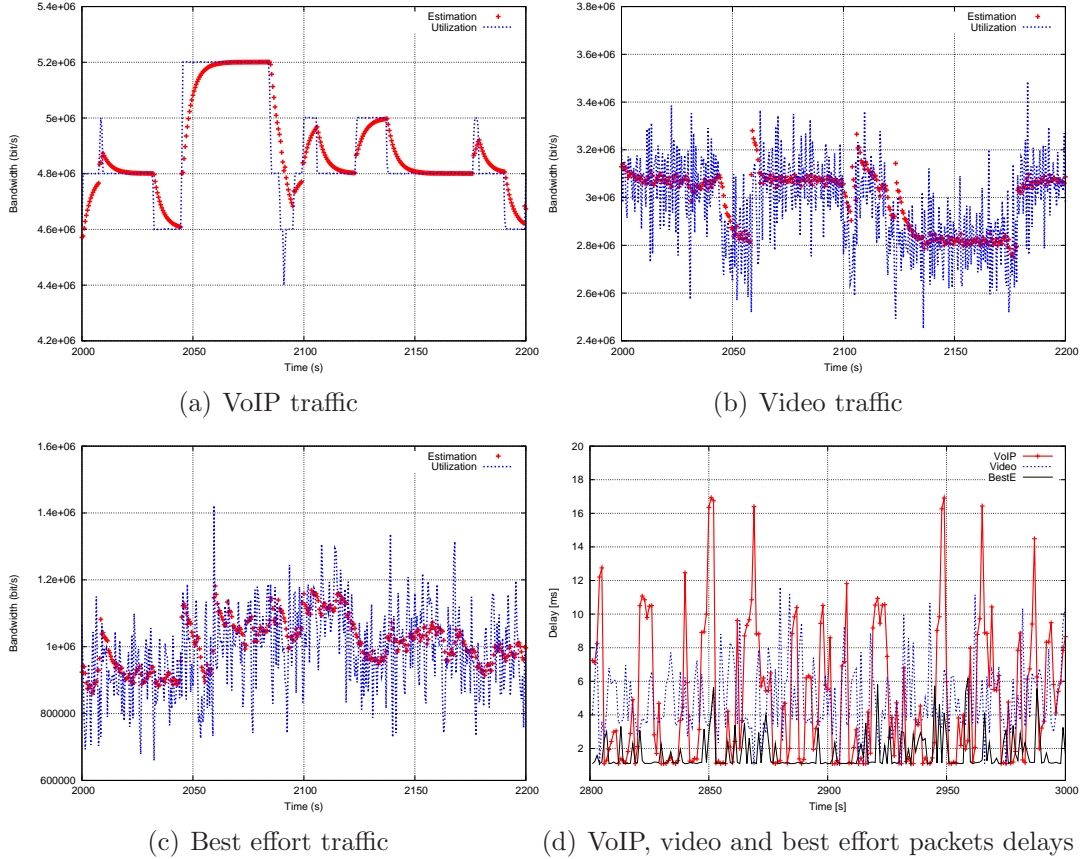 5.4e+06
5.2e+06
5e+06
4.8e+06
4.6e+06
4.4e+06
4.2e+06
Bandwidth (bit/s)
Estimation
Utilization
2000 2050 2100 2150 2200
Time (s)
(a) VoIP traffic
3.8e+06
3.6e+06
3.4e+06
3.2e+06
3e+06
2.8e+06
2.6e+06
2.4e+06
Bandwidth (bit/s)
Estimation
Utilization
2000 2050 2100 2150 2200
Time (s)
(b) Video traffic
1.6e+06
1.4e+06
1.2e+06
1e+06
800000
600000
Bandwidth (bit/s)
Estimation
Utilization
2000 2050 2100 2150 2200
Time (s)
(c) Best effort traffic
20
18
16
14
12
10
8
6
4
2
Delay [ms]
VoIP
Video
BestE
2800 2850 2900 2950 3000
Time [s]
(d) VoIP, video and best effort packets delays